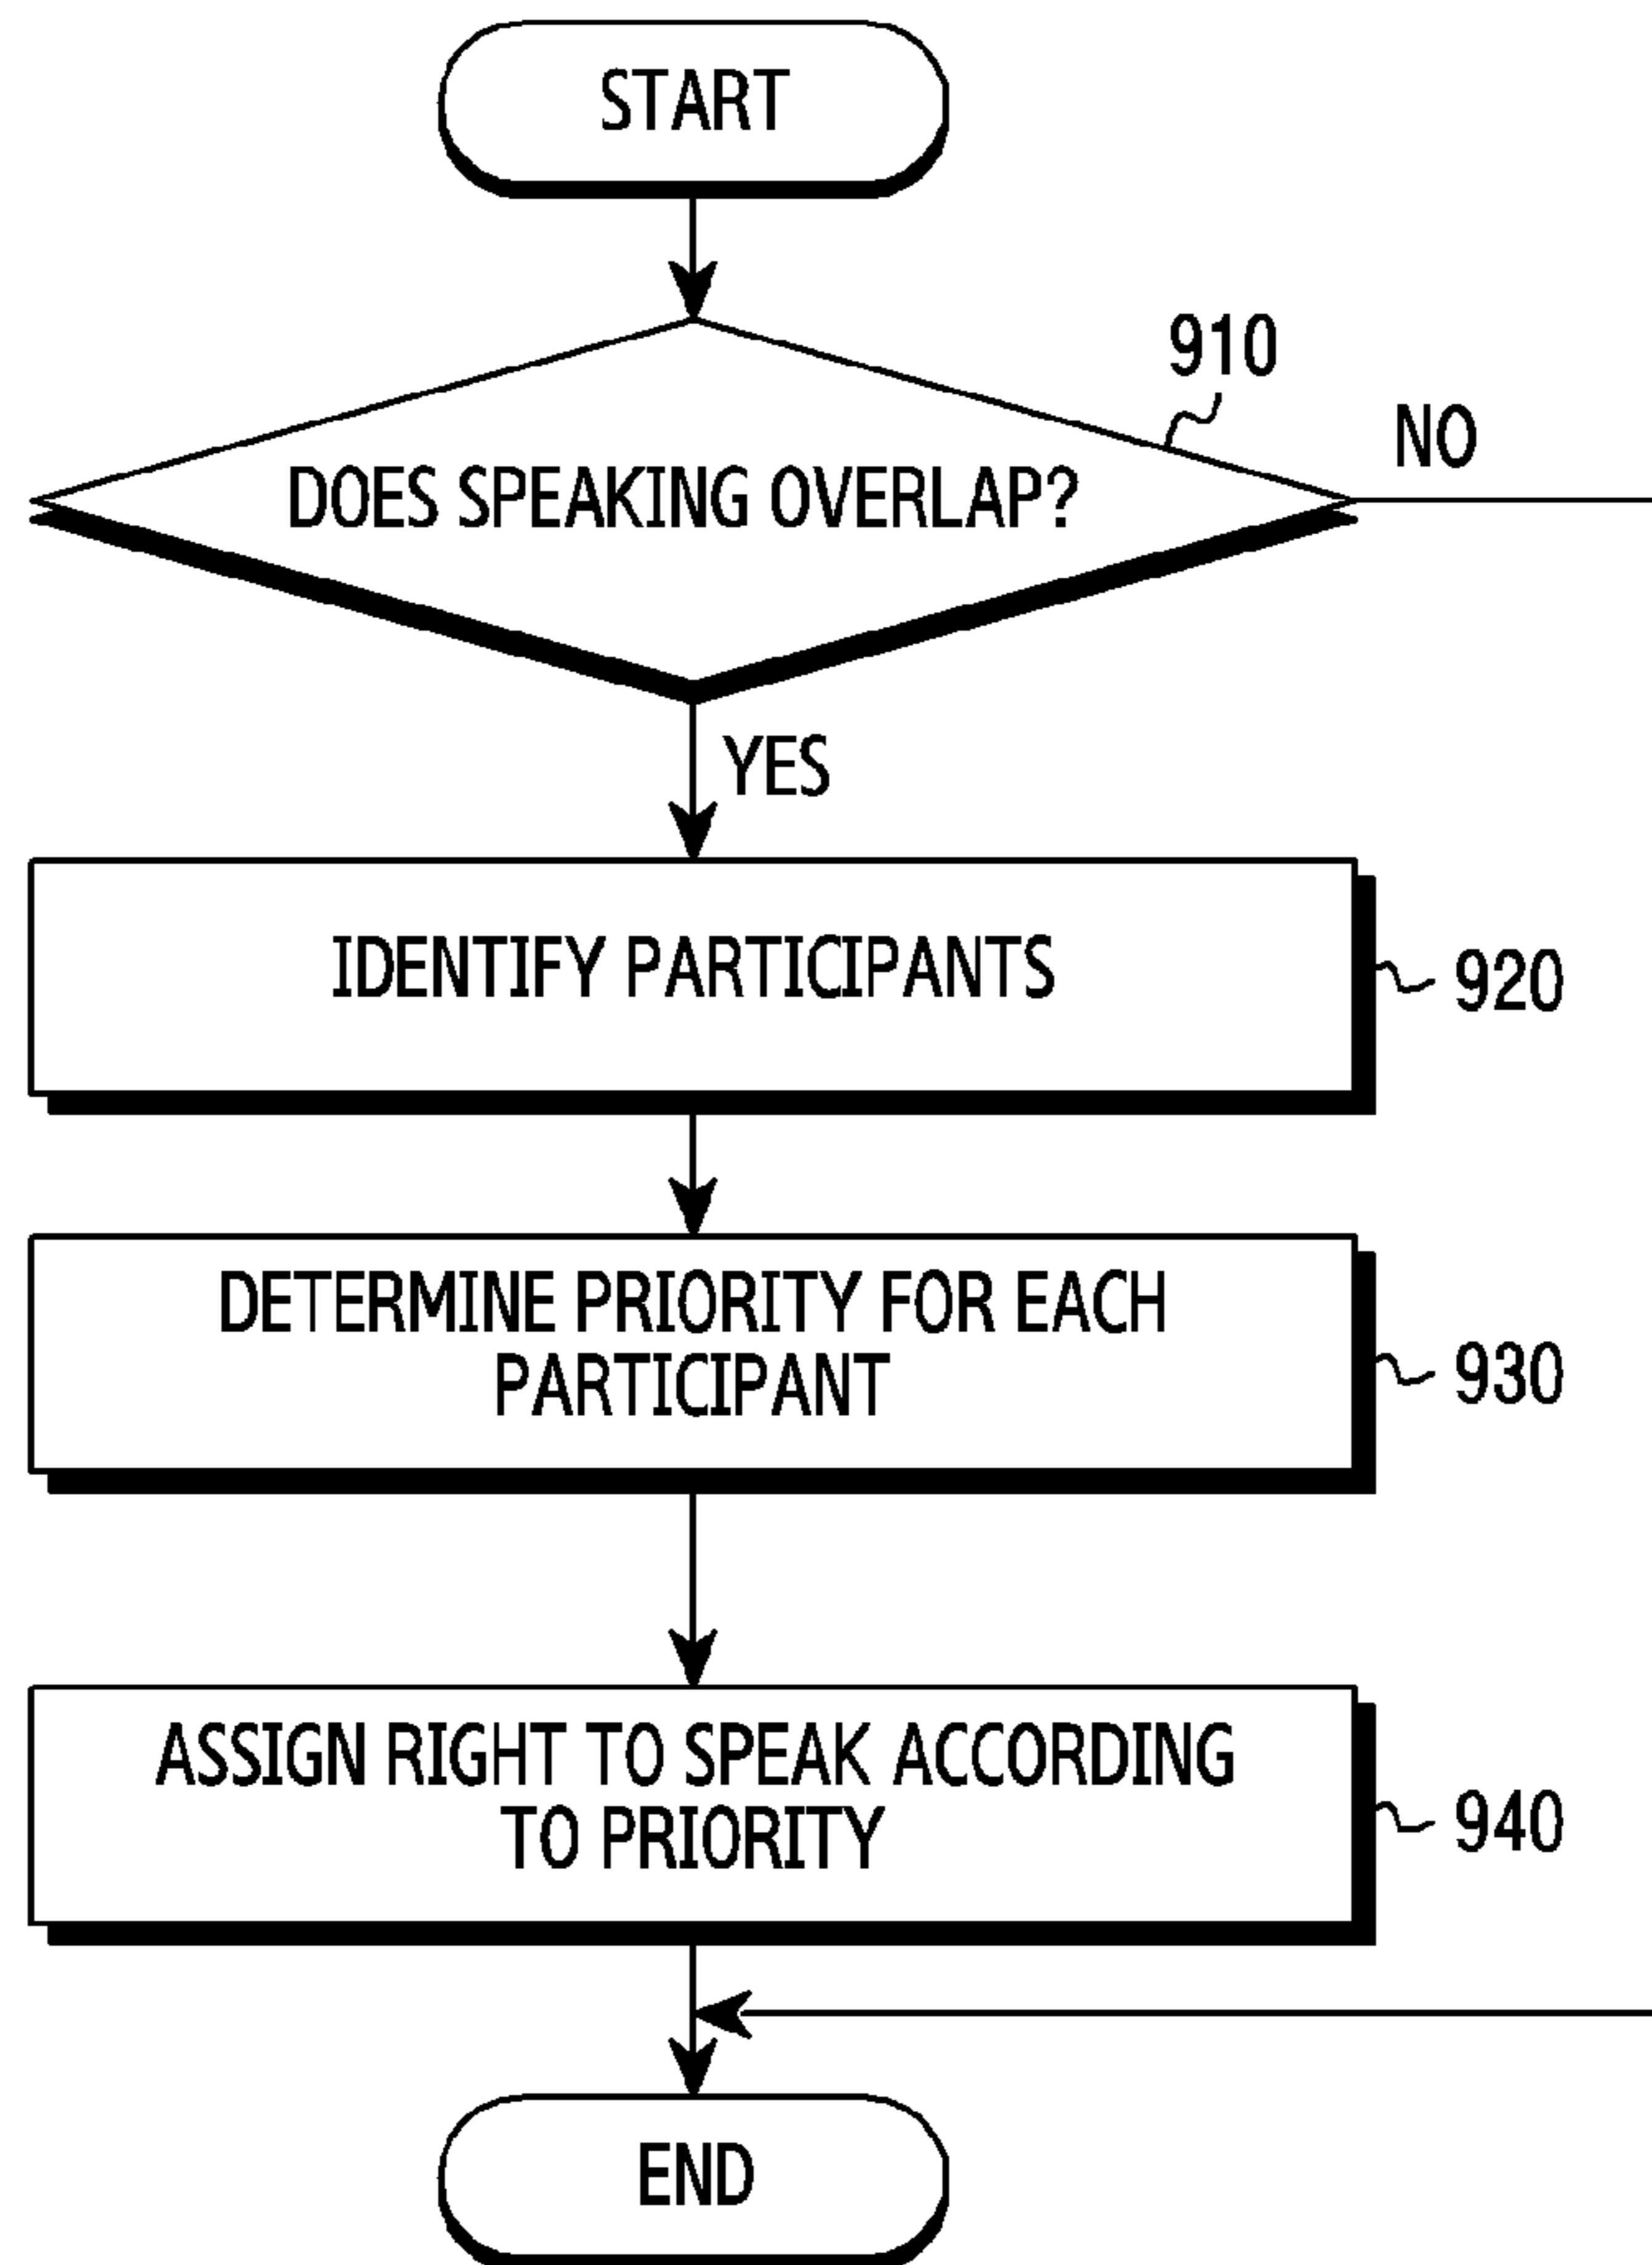 START
910
NO
DOES SPEAKING OVERLAP?
YES
IDENTIFY PARTICIPANTS
920
DETERMINE PRIORITY FOR EACH
PARTICIPANT
930
ASSIGN RIGHT TO SPEAK ACCORDING
TO PRIORITY
940
END